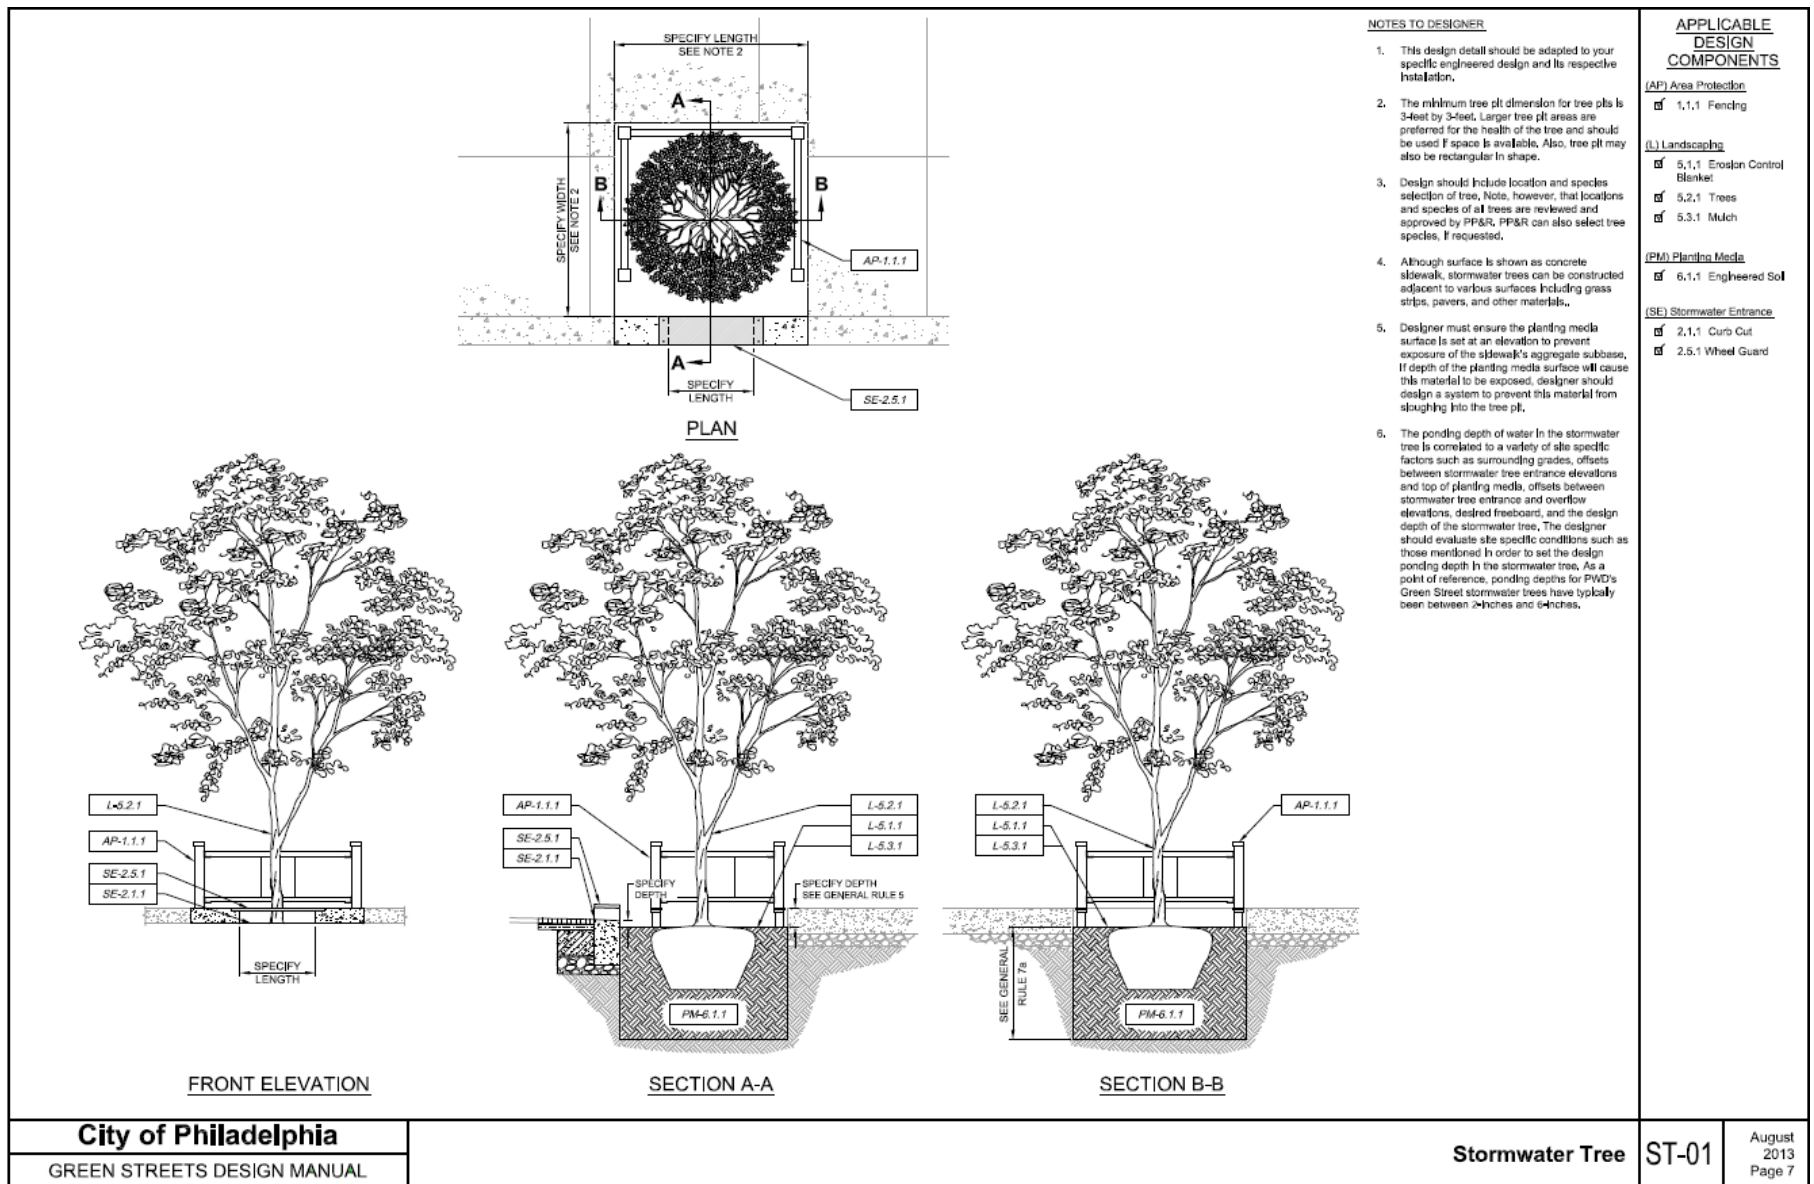 SPECIFY LENGTH
SEE NOTE 2
A
SPECIFY WIDTH
SEE NOTE 2
B
B
AP-1.1.1
A
SPECIFY
LENGTH
SE-2.5.1
PLAN
L-5.2.1
AP-1.1.1
SE-2.5.1
SE-2.1.1
SPECIFY
LENGTH
FRONT ELEVATION
AP-1.1.1
SE-2.5.1
SE-2.1.1
L-5.2.1
L-5.1.1
L-5.3.1
SPECIFY
DEPTH
SPECIFY DEPTH
SEE GENERAL RULE 5
PM-6.1.1
SECTION A-A
L-5.2.1
L-5.1.1
L-5.3.1
AP-1.1.1
SEE GENERAL
RULE 7a
PM-6.1.1
SECTION B-B
NOTES TO DESIGNER
1. This design detail should be adapted to your
specific engineered design and its respective
installation.
2. The minimum tree pit dimension for tree pits is
3-feet by 3-feet. Larger tree pit areas are
preferred for the health of the tree and should
be used if space is available. Also, tree pit may
also be rectangular in shape.
3. Design should include location and species
selection of tree. Note, however, that locations
and species of all trees are reviewed and
approved by PP&R. PP&R can also select tree
species, if requested.
4. Although surface is shown as concrete
sidewalk, stormwater trees can be constructed
adjacent to various surfaces including grass
strips, pavers, and other materials..
5. Designer must ensure the planting media
surface is set at an elevation to prevent
exposure of the sidewalk's aggregate subbase.
If depth of the planting media surface will cause
this material to be exposed, designer should
design a system to prevent this material from
sloughing into the tree pit.
6. The ponding depth of water in the stormwater
tree is correlated to a variety of site specific
factors such as surrounding grades, offsets
between stormwater tree entrance elevations
and top of planting media, offsets between
stormwater tree entrance and overflow
elevations, desired freeboard, and the design
depth of the stormwater tree. The designer
should evaluate site specific conditions such as
those mentioned in order to set the design
ponding depth in the stormwater tree. As a
point of reference, ponding depths for PWD's
Green Street stormwater trees have typically
been between 2-inches and 6-inches.
APPLICABLE
DESIGN
COMPONENTS
(AP) Area Protection
1.1.1 Fencing
(L) Landscaping
5.1.1 Erosion Control
Blanket
5.2.1 Trees
5.3.1 Mulch
(PM) Planting Media
6.1.1 Engineered Soil
(SE) Stormwater Entrance
2.1.1 Curb Cut
2.5.1 Wheel Guard
City of Philadelphia
GREEN STREETS DESIGN MANUAL
Stormwater Tree
ST-01
August
2013
Page 7